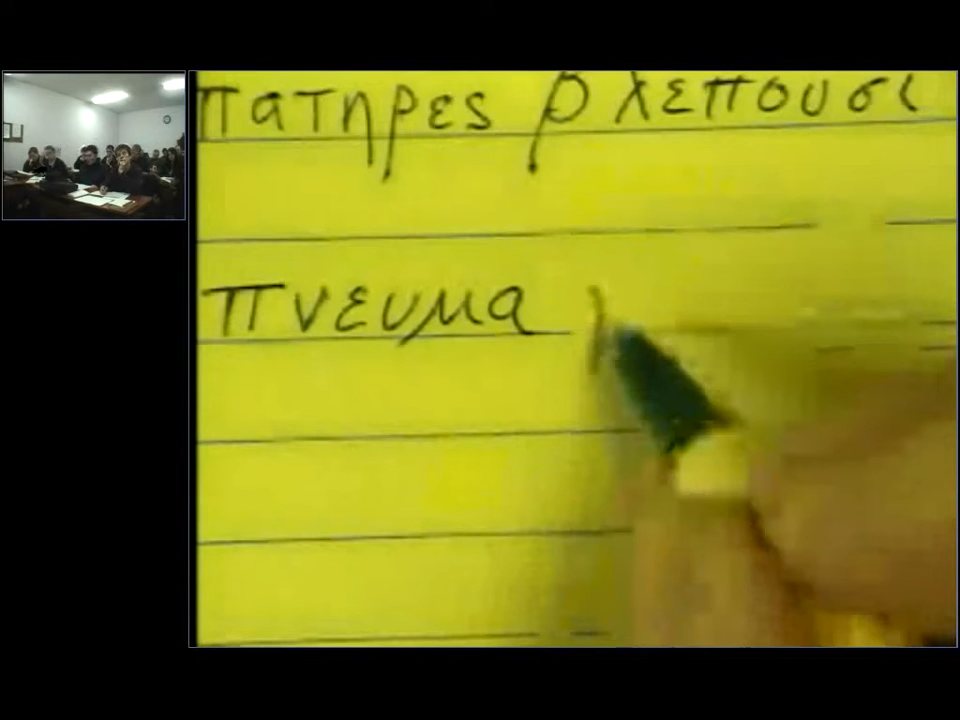 πατηρες βλεπουσι
πνευμα